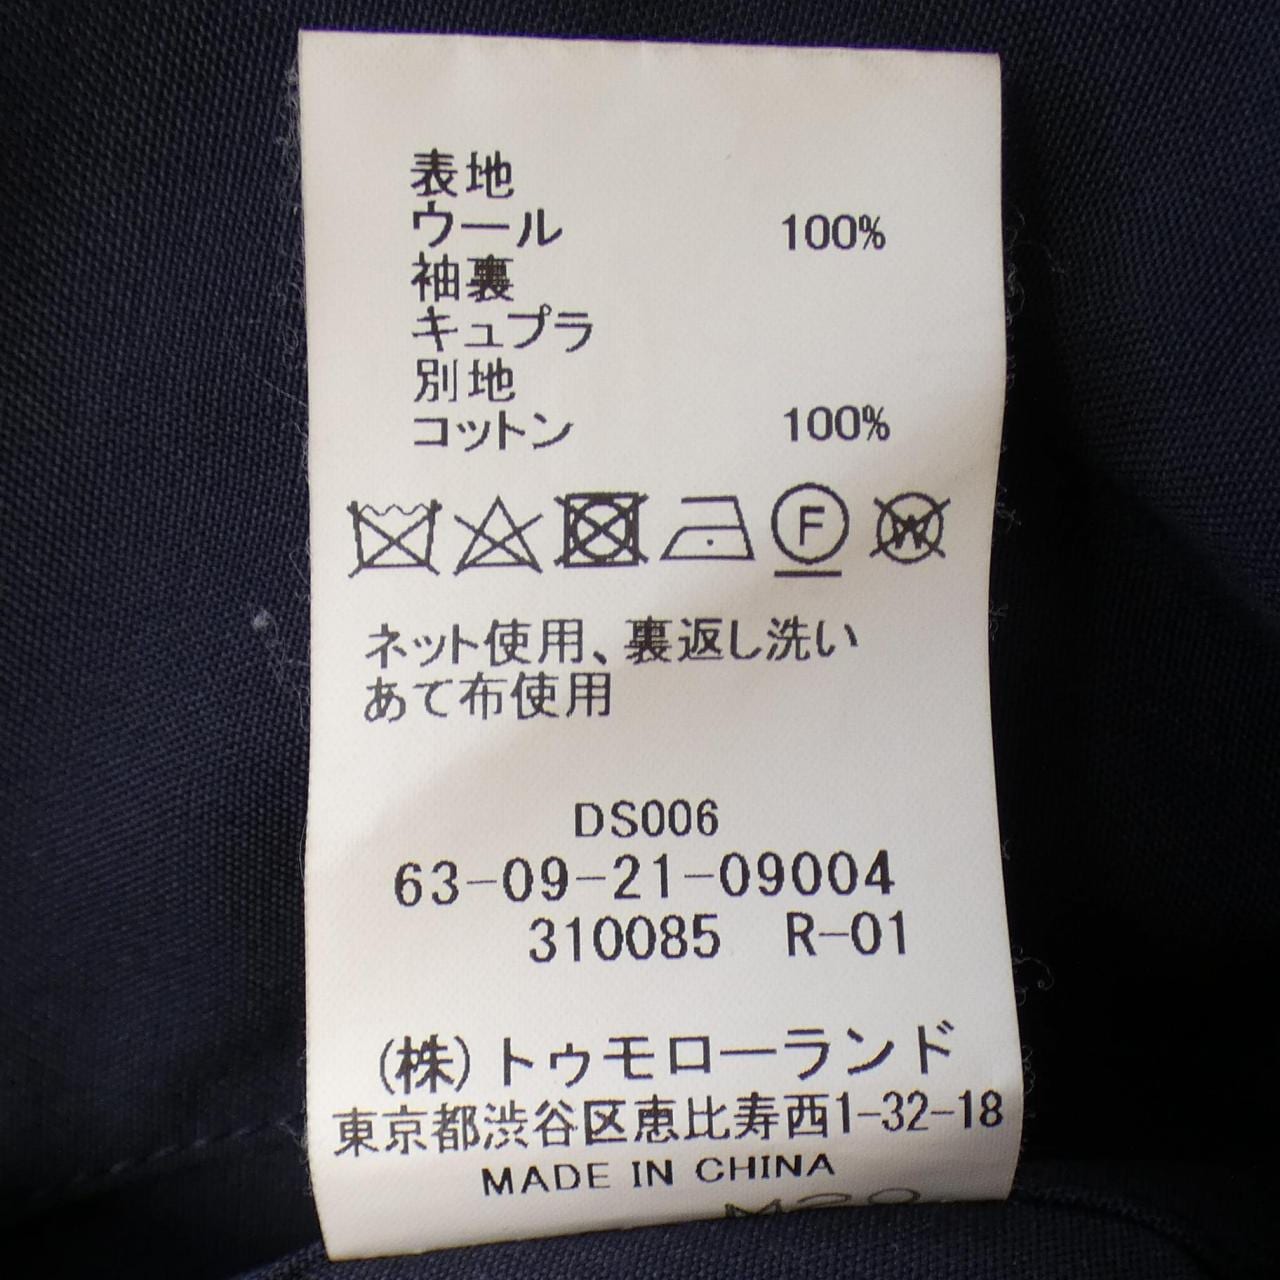 表地
ウール 100%
袖裏
キュプラ
別地
コットン 100%
F W
ネット使用、裏返し洗い
あて布使用
DS006
63-09-21-09004
310085 R-01
(株)トゥモローランド
東京都渋谷区恵比寿西1-32-18
MADE IN CHINA